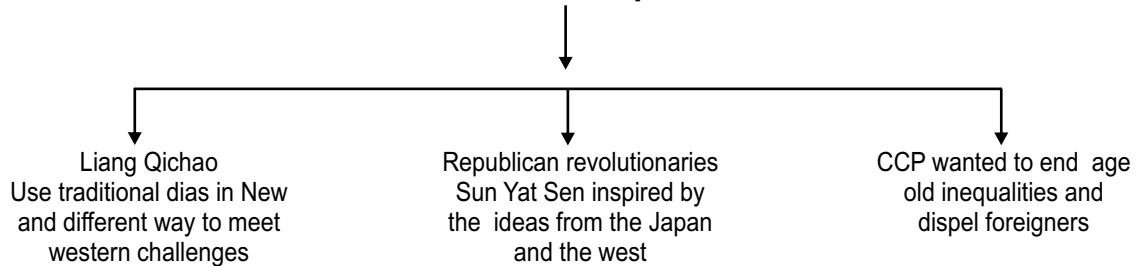 Liang Qichao
Use traditional dias in New
and different way to meet
western challenges
Republican revolutionaries
Sun Yat Sen inspired by
the ideas from the Japan
and the west
CCP wanted to end age
old inequalities and
dispel foreigners